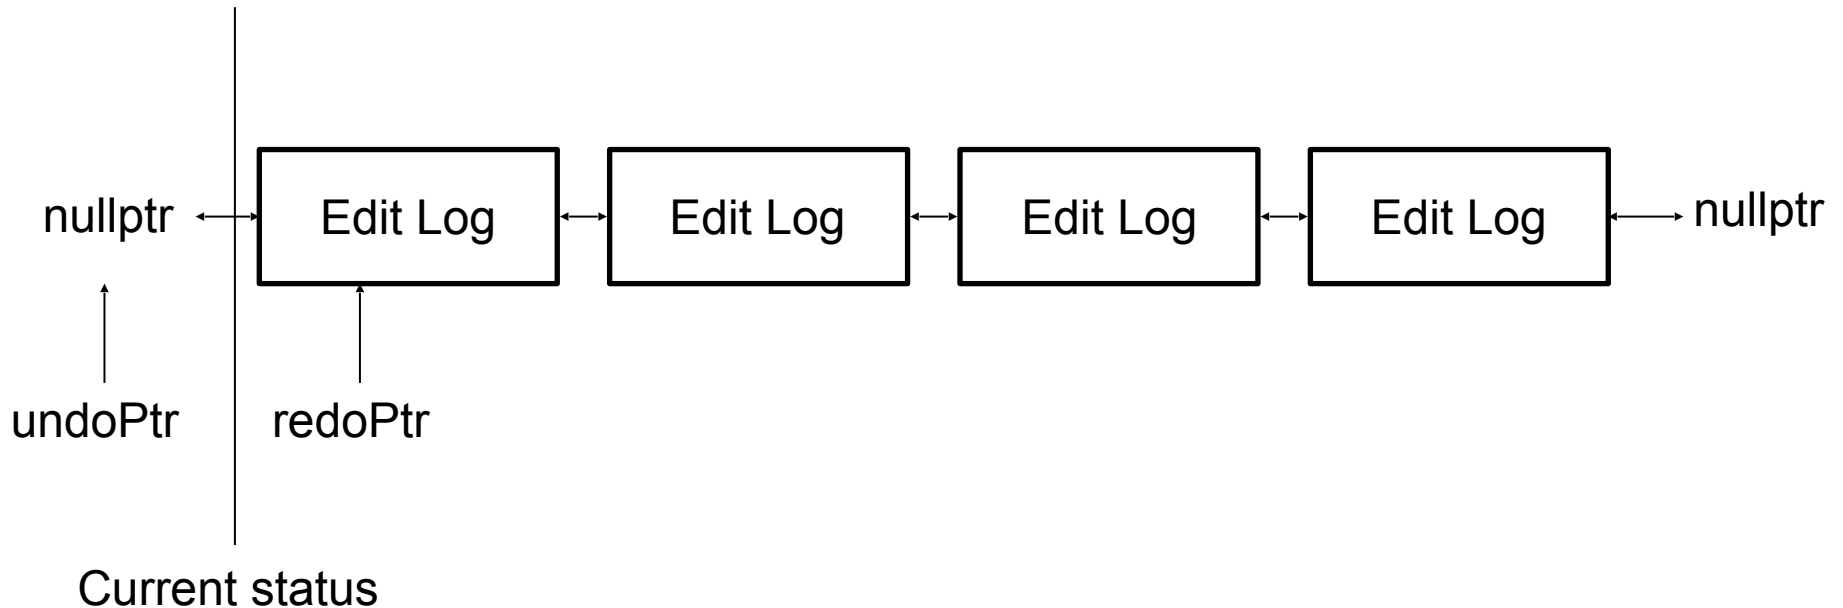 nullptr
Edit Log
Edit Log
Edit Log
Edit Log
nullptr
undoPtr
redoPtr
Current status